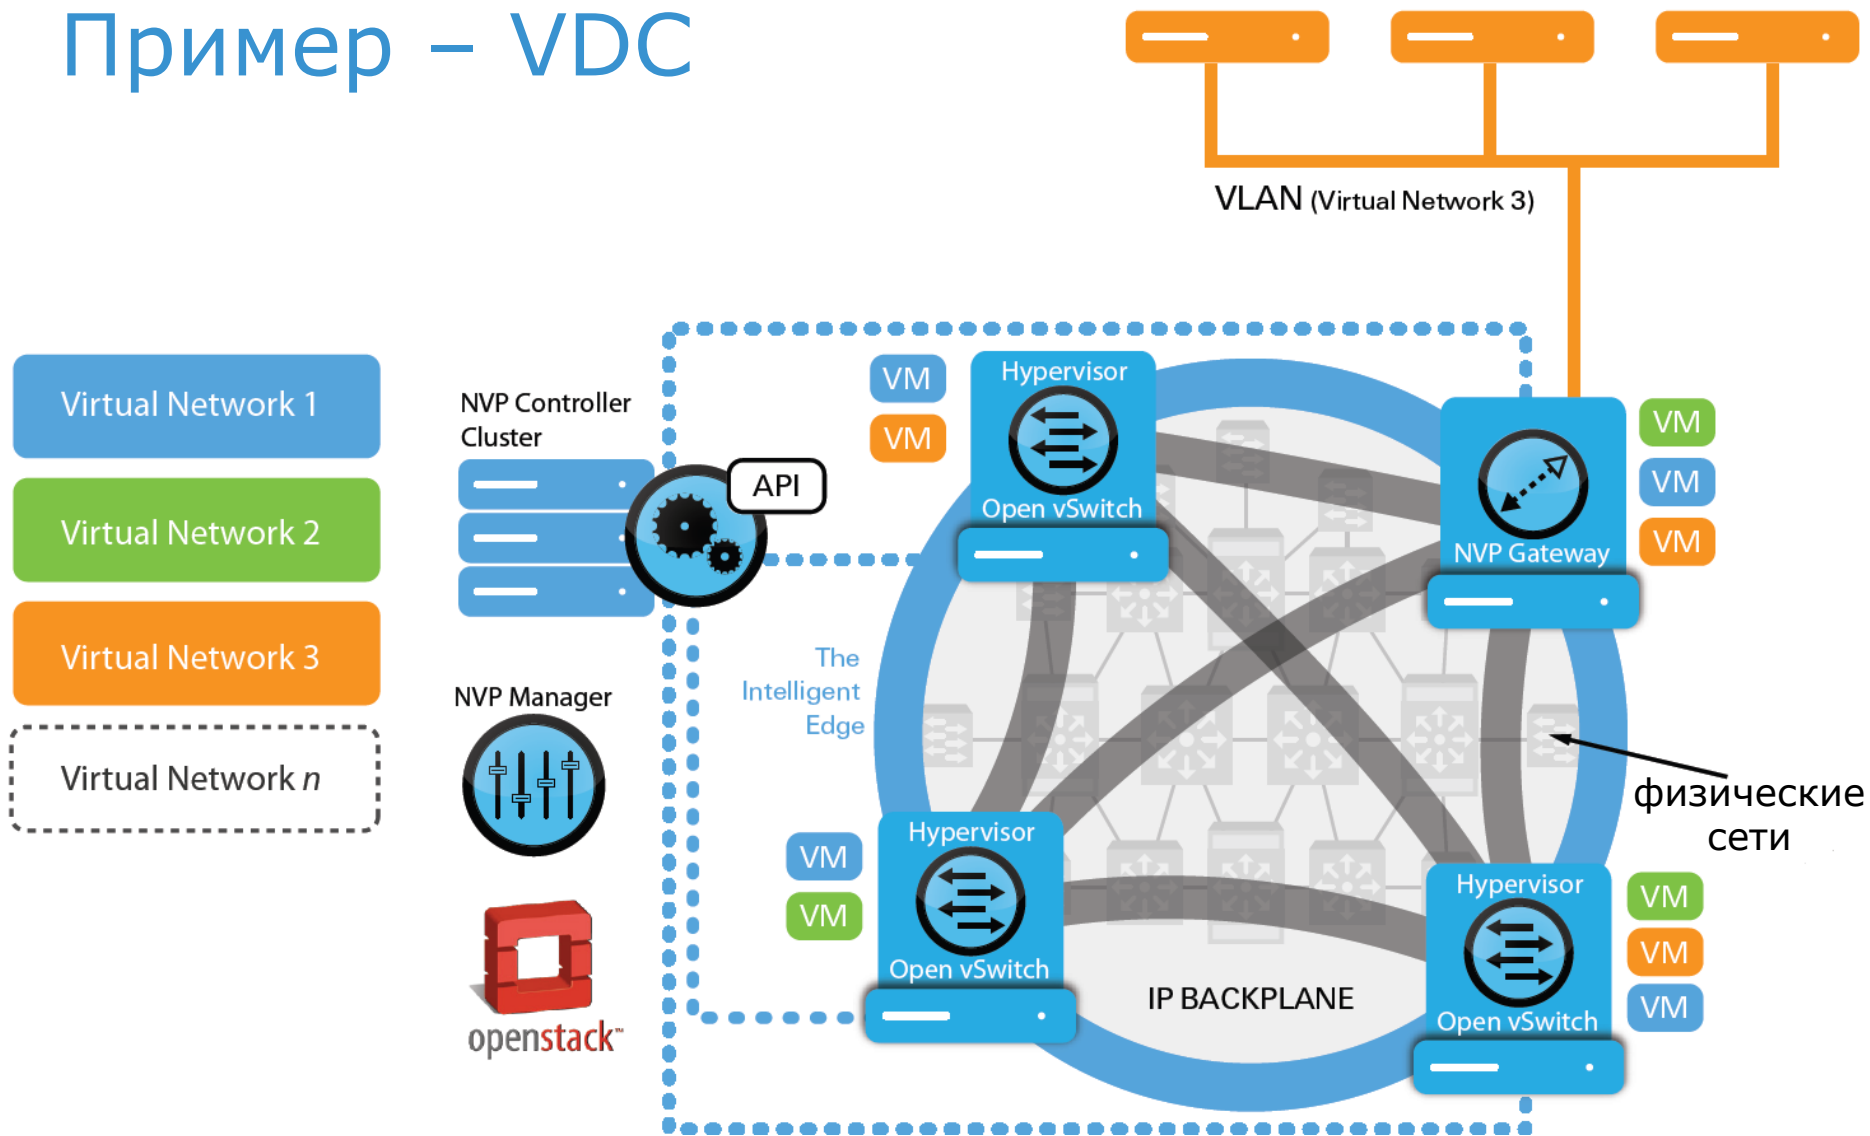 Пример – VDC
VLAN (Virtual Network 3)
Virtual Network 1
Virtual Network 2
Virtual Network 3
Virtual Network n
NVP Controller
Cluster
API
NVP Manager
openstack™
The
Intelligent
Edge
VM
VM
Hypervisor
Open vSwitch
NVP Gateway
VM
VM
VM
VM
VM
Hypervisor
Open vSwitch
IP BACKPLANE
Hypervisor
Open vSwitch
VM
VM
VM
физические
сети